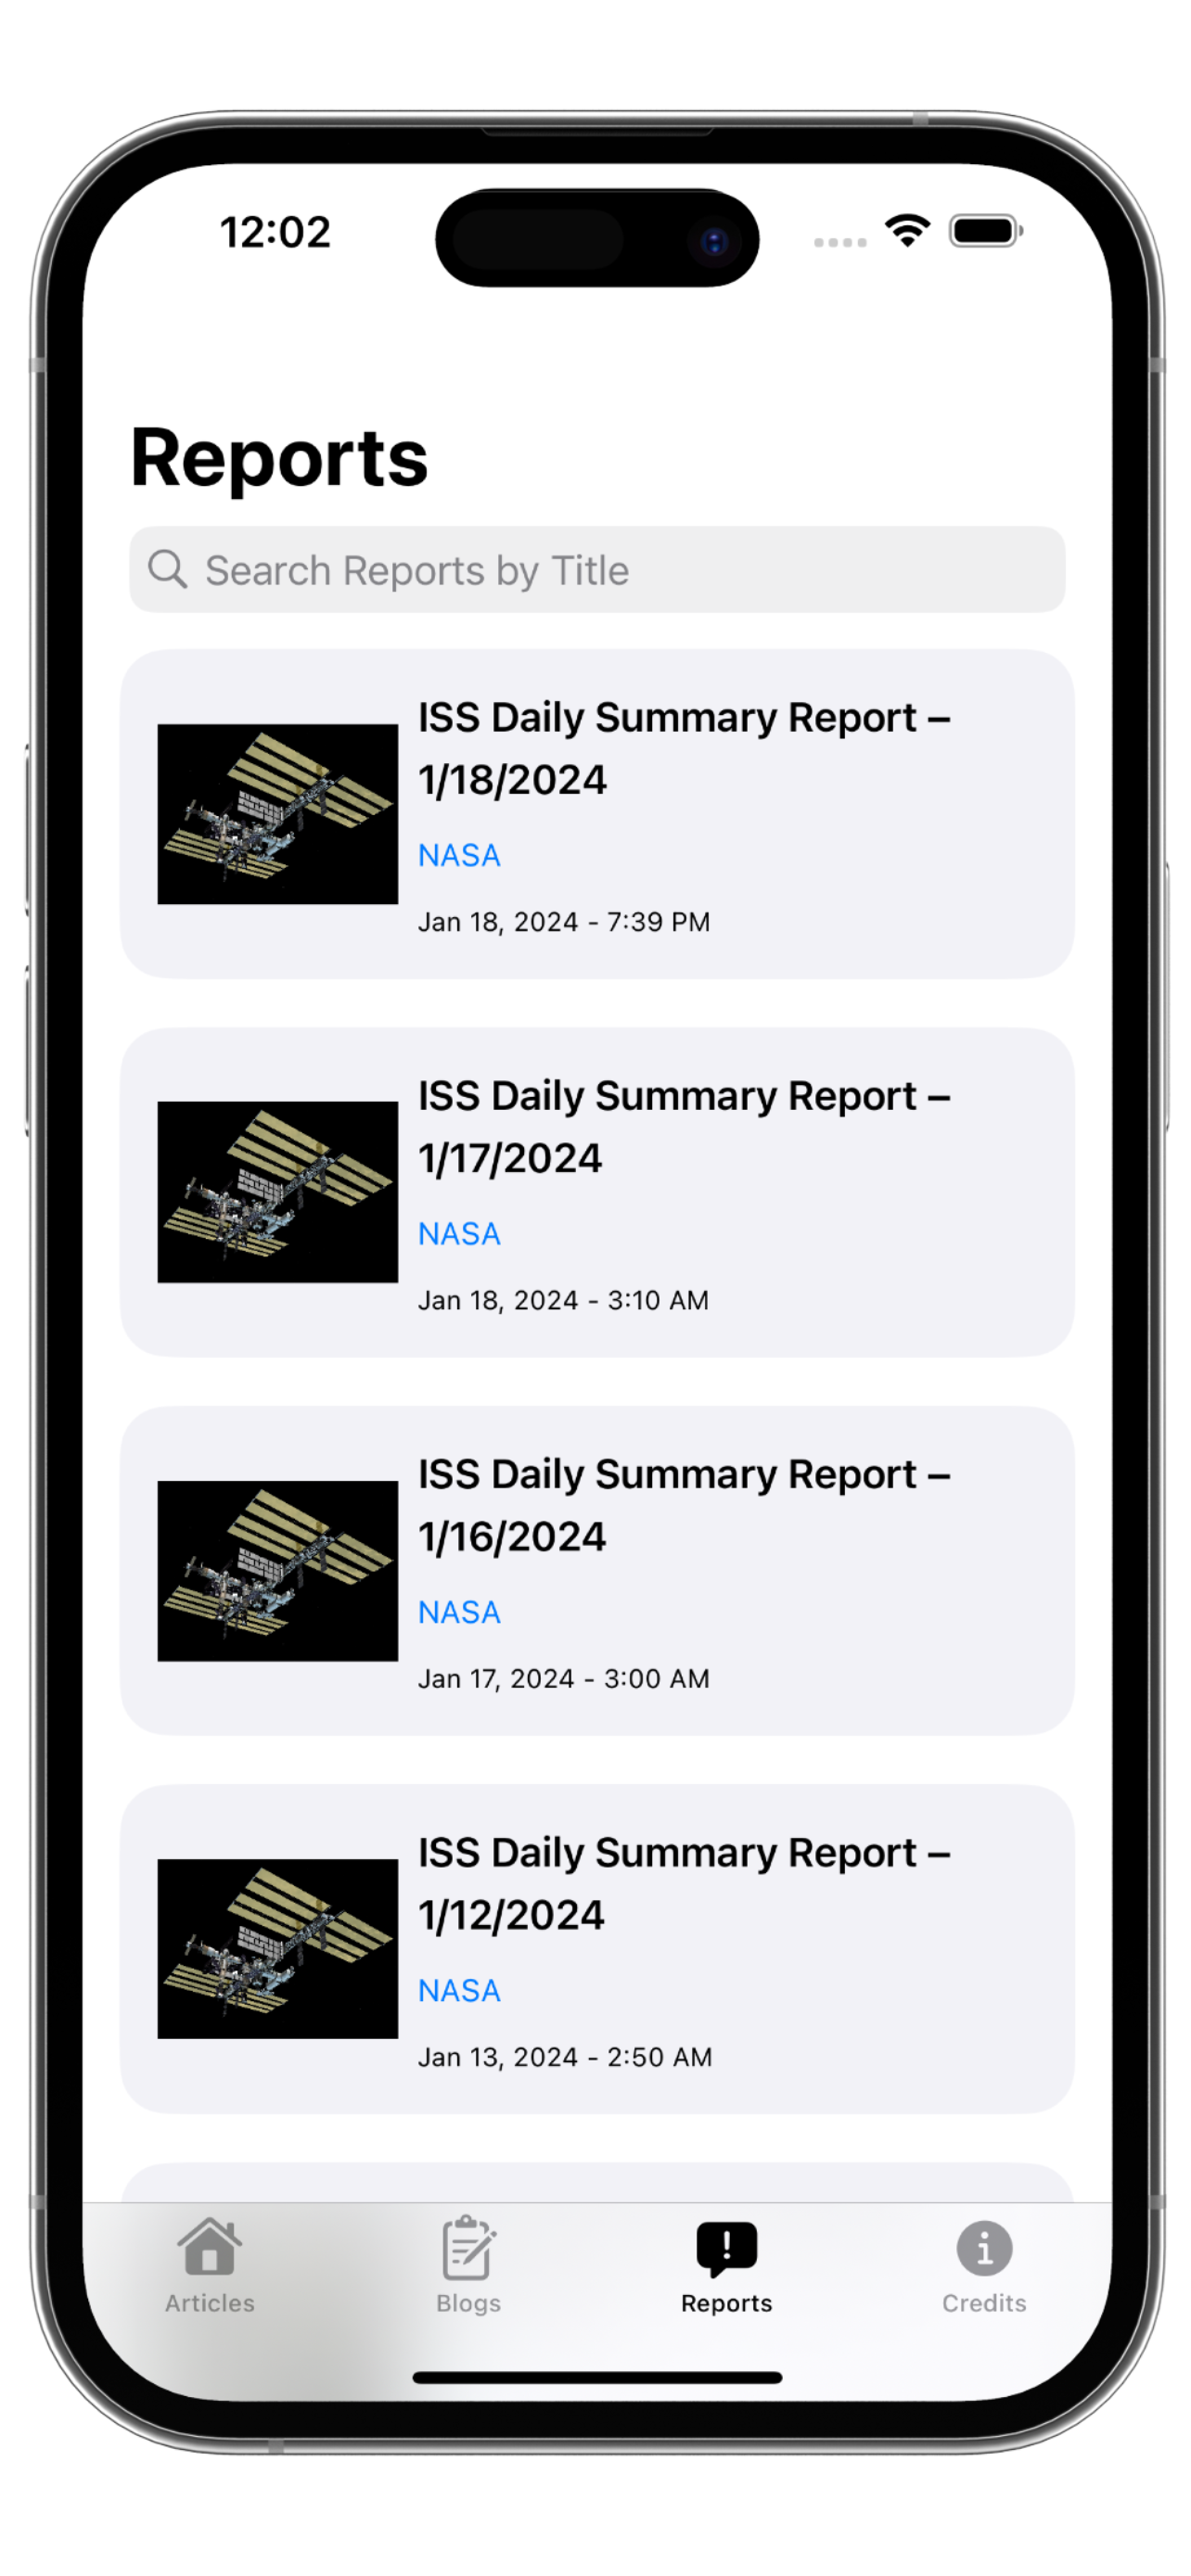 12:02
Reports
Search Reports by Title
ISS Daily Summary Report –
1/18/2024
NASA
Jan 18, 2024 - 7:39 PM
ISS Daily Summary Report –
1/17/2024
NASA
Jan 18, 2024 - 3:10 AM
ISS Daily Summary Report –
1/16/2024
NASA
Jan 17, 2024 - 3:00 AM
ISS Daily Summary Report –
1/12/2024
NASA
Jan 13, 2024 - 2:50 AM
Articles Blogs Reports Credits